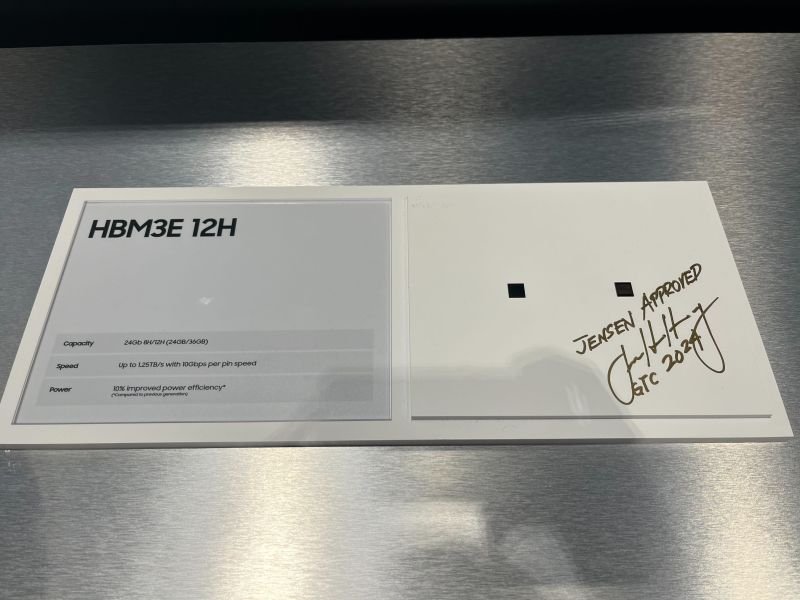 HBM3E 12H
Capacity 24Gb 8H/12H (24GB/36GB)
Speed Up to 1.25TB/s with 10Gbps per pin speed
Power 10% improved power efficiency*
(*Compared to previous generation)
JENSEN APPROVED
GTC 2024